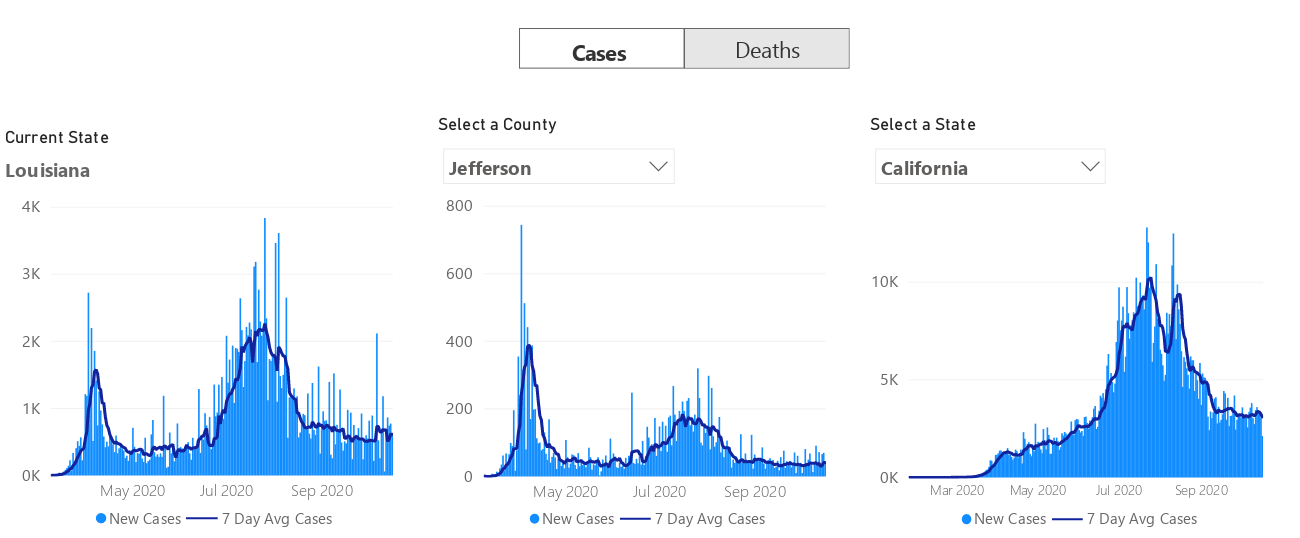 Cases
Deaths
Current State
Louisiana
4K
3K
2K
1K
0K
May 2020 Jul 2020 Sep 2020
New Cases 7 Day Avg Cases
Select a County
Jefferson
800
600
400
200
0
May 2020 Jul 2020 Sep 2020
New Cases 7 Day Avg Cases
Select a State
California
10K
5K
0K
Mar 2020 May 2020 Jul 2020 Sep 2020
New Cases 7 Day Avg Cases